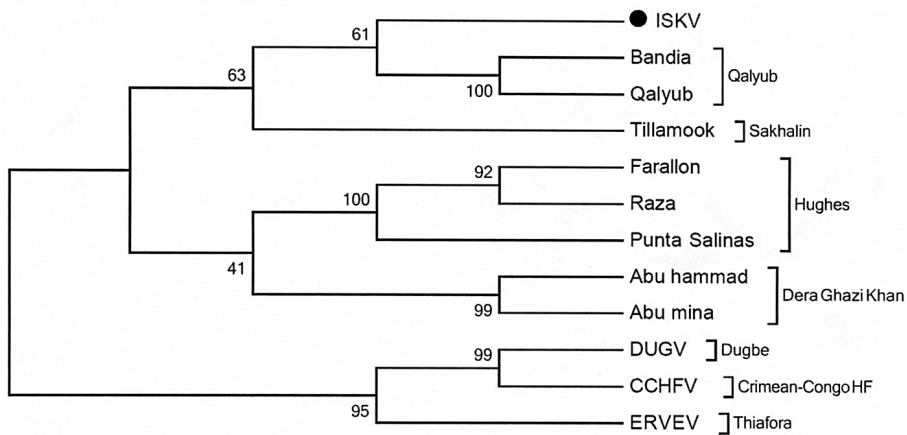 61
ISKV
Bandia
Qalyub
63
100
Qalyub
Tillamook
Sakhalin
92
Farallon
100
Raza
Hughes
Punta Salinas
41
Abu hammad
Dera Ghazi Khan
99
Abu mina
99
DUGV
Dugbe
CCHFV
Crimean-Congo HF
95
ERVEV
Thiafora